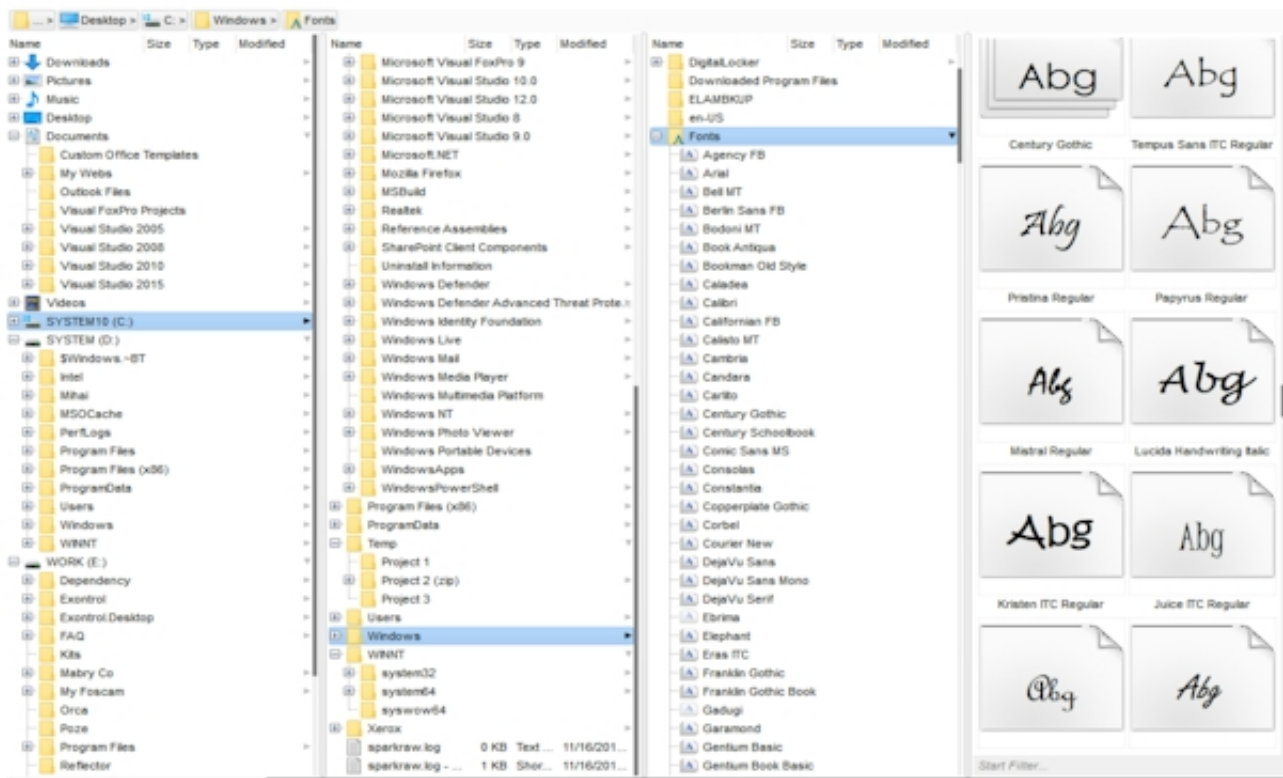 ... » Desktop » C: » Windows » Fonts
Name Size Type Modified
Downloads
Pictures
Music
Desktop
Documents
Custom Office Templates
My Webs
Outlook Files
Visual FoxPro Projects
Visual Studio 2005
Visual Studio 2008
Visual Studio 2010
Visual Studio 2015
Videos
SYSTEM10 (C:)
SYSTEM (D:)
$Windows.~BT
Intel
Mihai
MSOCache
PerfLogs
Program Files
Program Files (x86)
ProgramData
Users
Windows
WINNT
WORK (E:)
Dependency
Exontrol
Exontrol.Desktop
FAQ
Kits
Mabry Co
My Foscam
Orca
Poze
Program Files
Reflector
Name Size Type Modified
Microsoft Visual FoxPro 9
Microsoft Visual Studio 10.0
Microsoft Visual Studio 12.0
Microsoft Visual Studio 8
Microsoft Visual Studio 9.0
Microsoft.NET
Mozilla Firefox
MSBuild
Realtek
Reference Assemblies
SharePoint Client Components
Uninstall Information
Windows Defender
Windows Defender Advanced Threat Prote
Windows Identity Foundation
Windows Live
Windows Mail
Windows Media Player
Windows Multimedia Platform
Windows NT
Windows Photo Viewer
Windows Portable Devices
WindowsApps
WindowsPowerShell
Program Files (x86)
ProgramData
Temp
Project 1
Project 2 (zip)
Project 3
Users
Windows
WINNT
system32
system64
syswow64
Xerox
sparkraw.log 0 KB Text ... 11/16/201...
sparkraw.log - ... 1 KB Shor... 11/16/201...
Name Size Type Modified
DigitalLocker
Downloaded Program Files
ELAMBKUP
en-US
Fonts
Agency FB
Arial
Bell MT
Berlin Sans FB
Bodoni MT
Book Antiqua
Bookman Old Style
Caladea
Calibri
Californian FB
Calisto MT
Cambria
Candara
Carlito
Century Gothic
Century Schoolbook
Comic Sans MS
Consolas
Constantia
Copperplate Gothic
Corbel
Courier New
DejaVu Sans
DejaVu Sans Mono
DejaVu Serif
Ebrima
Elephant
Eras ITC
Franklin Gothic
Franklin Gothic Book
Gadugi
Garamond
Gentium Basic
Gentium Book Basic
Abg Abg
Century Gothic Tempus Sans ITC Regular
Abg Abg
Pristina Regular Papyrus Regular
Abg Abg
Mistral Regular Lucida Handwriting Italic
Abg Abg
Kristen ITC Regular Juice ITC Regular
Abg Abg
Start Filter...